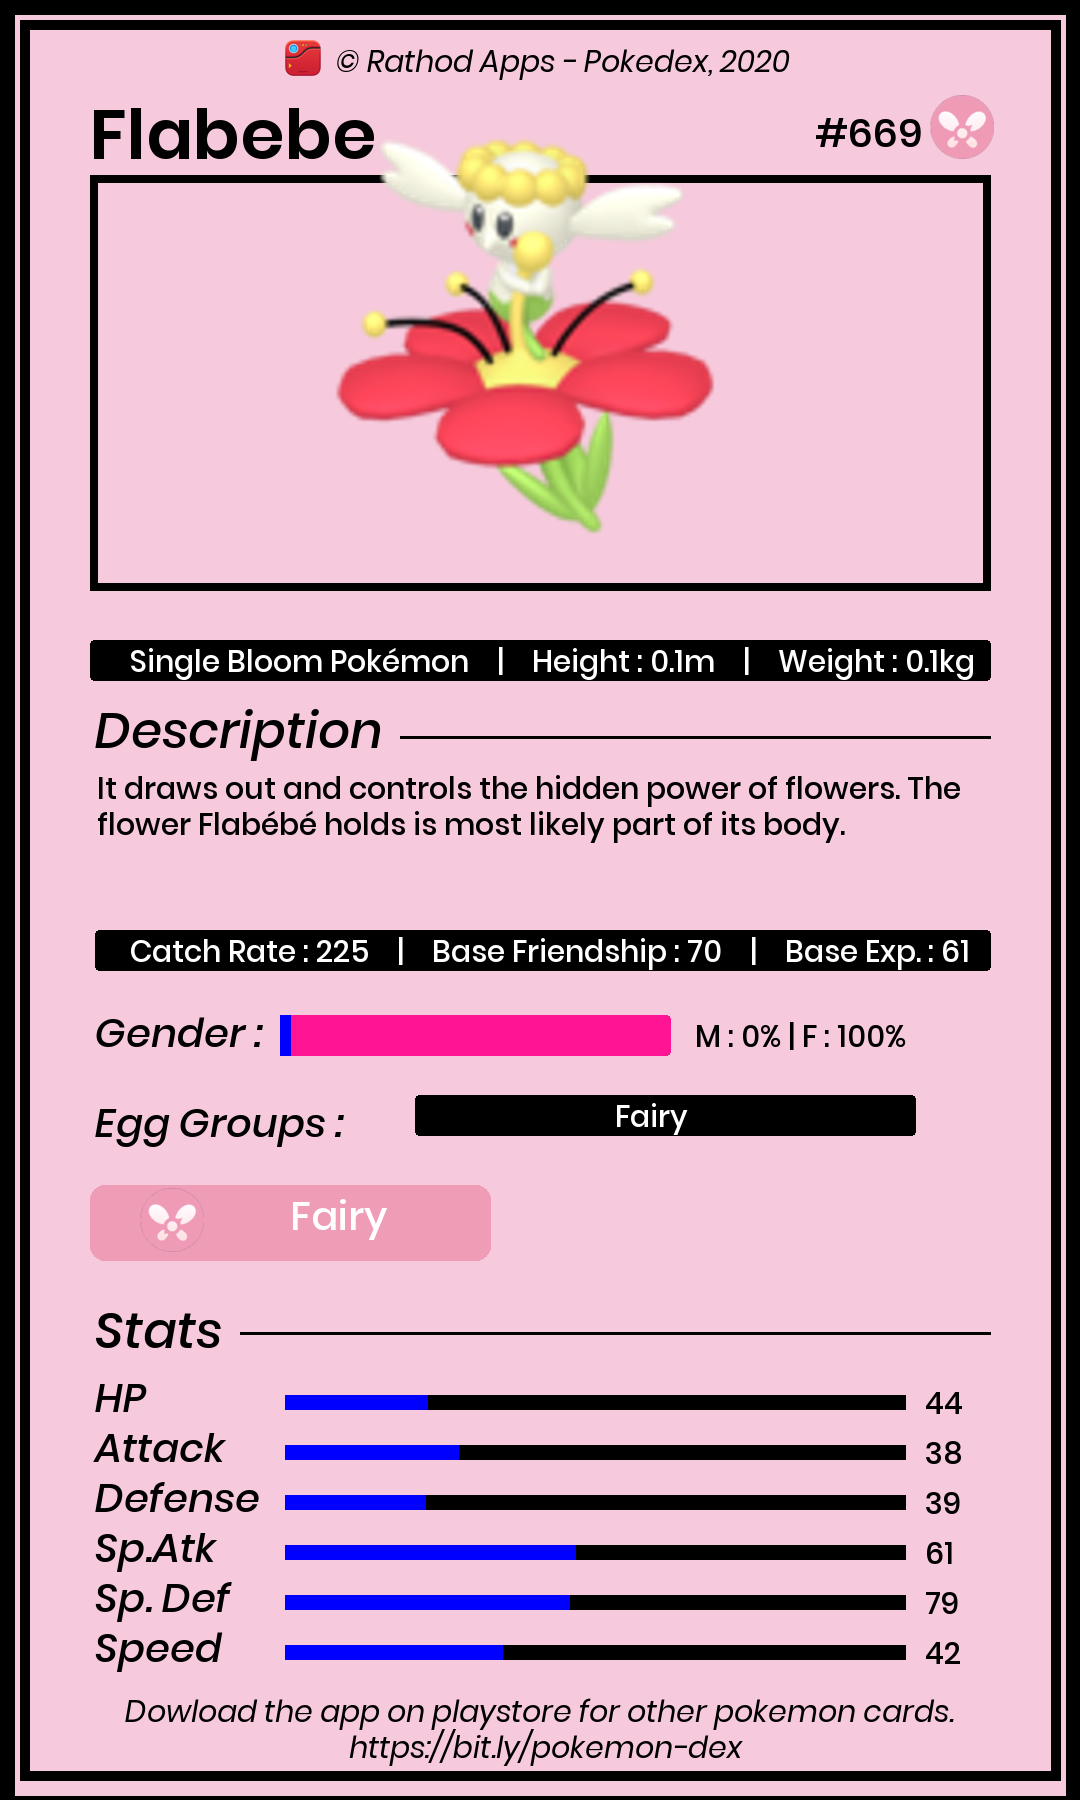 © Rathod Apps - Pokedex, 2020
Flabebe
#669
Single Bloom Pokémon | Height : 0.1m | Weight : 0.1kg
Description
It draws out and controls the hidden power of flowers. The
flower Flabébé holds is most likely part of its body.
Catch Rate : 225 | Base Friendship : 70 | Base Exp. : 61
Gender : M : 0% | F : 100%
Egg Groups : Fairy
Fairy
Stats
HP 44
Attack 38
Defense 39
Sp.Atk 61
Sp. Def 79
Speed 42
Dowload the app on playstore for other pokemon cards.
https://bit.ly/pokemon-dex